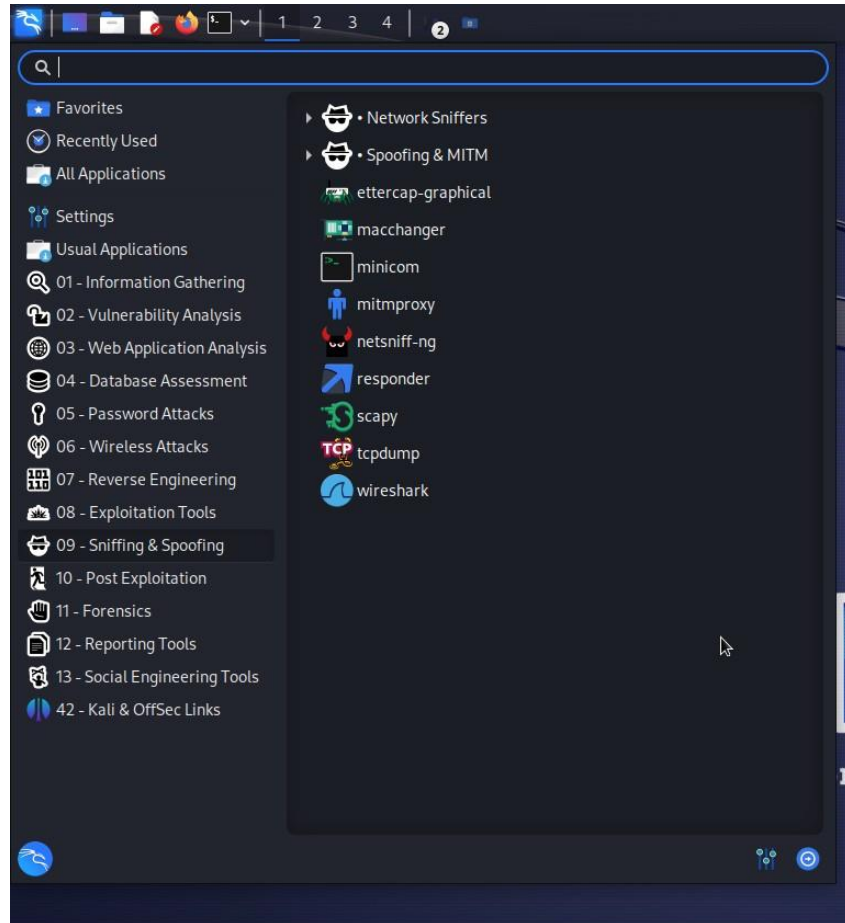 1 2 3 4 2
Favorites
Recently Used
All Applications
Settings
Usual Applications
01 - Information Gathering
02 - Vulnerability Analysis
03 - Web Application Analysis
04 - Database Assessment
05 - Password Attacks
06 - Wireless Attacks
07 - Reverse Engineering
08 - Exploitation Tools
09 - Sniffing & Spoofing
10 - Post Exploitation
11 - Forensics
12 - Reporting Tools
13 - Social Engineering Tools
42 - Kali & OffSec Links
• Network Sniffers
• Spoofing & MITM
ettercap-graphical
macchanger
minicom
mitmproxy
netsniff-ng
responder
scapy
TCP tcpdump
wireshark